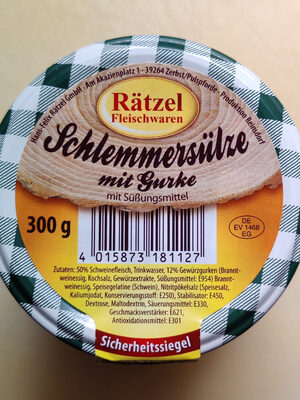 Hans Felix Rätzel GmbH - Am Akazienplatz 1 - 39264 Zerbst/Pulspforde - Produktion Ronsdorf
Rätzel
Fleischwaren
Schlemmersülze
mit Gurke
mit Süßungsmittel
300 g
DE
EV 1468
EG
4 015873 181127
Zutaten: 50% Schweinefleisch, Trinkwasser, 12% Gewürzgurken (Brannt-
weinessig, Kochsalz, Gewürzextrakte, Süßungsmittel: E954) Brannt-
weinessig, Speisegelatine (Schwein), Nitritpökelsalz (Speisesalz,
Kaliumjodat, Konservierungsstoff: E250), Stabilisator: E450,
Dextrose, Maltodextrin, Säuerungsmittel: E330,
Geschmacksverstärker: E621,
Antioxidationsmittel: E301
Sicherheitssiegel